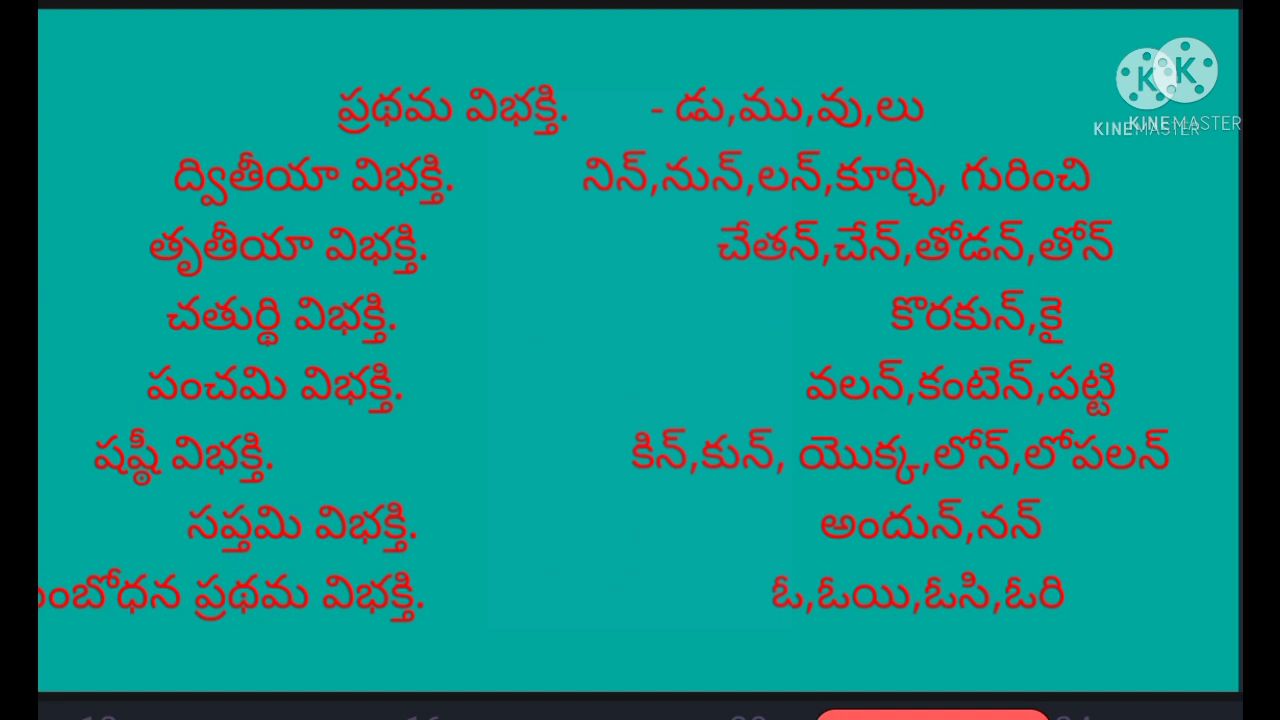 ప్రథమ విభక్తి. - డు,ము,వు,లు
ద్వితీయా విభక్తి. నిన్,నున్,లన్,కూర్చి, గురించి
తృతీయా విభక్తి. చేతన్,చేన్,తోడన్,తోన్
చతుర్థి విభక్తి. కొరకున్,కై
పంచమి విభక్తి. వలన్,కంటెన్,పట్టి
షష్ఠీ విభక్తి. కిన్,కున్, యొక్క,లోన్,లోపలన్
సప్తమి విభక్తి. అందున్,నన్
ప్రథమ విభక్తి. ఓ,ఓయి,ఓసి,ఓరి
KINEMASTER
KINEMASTER